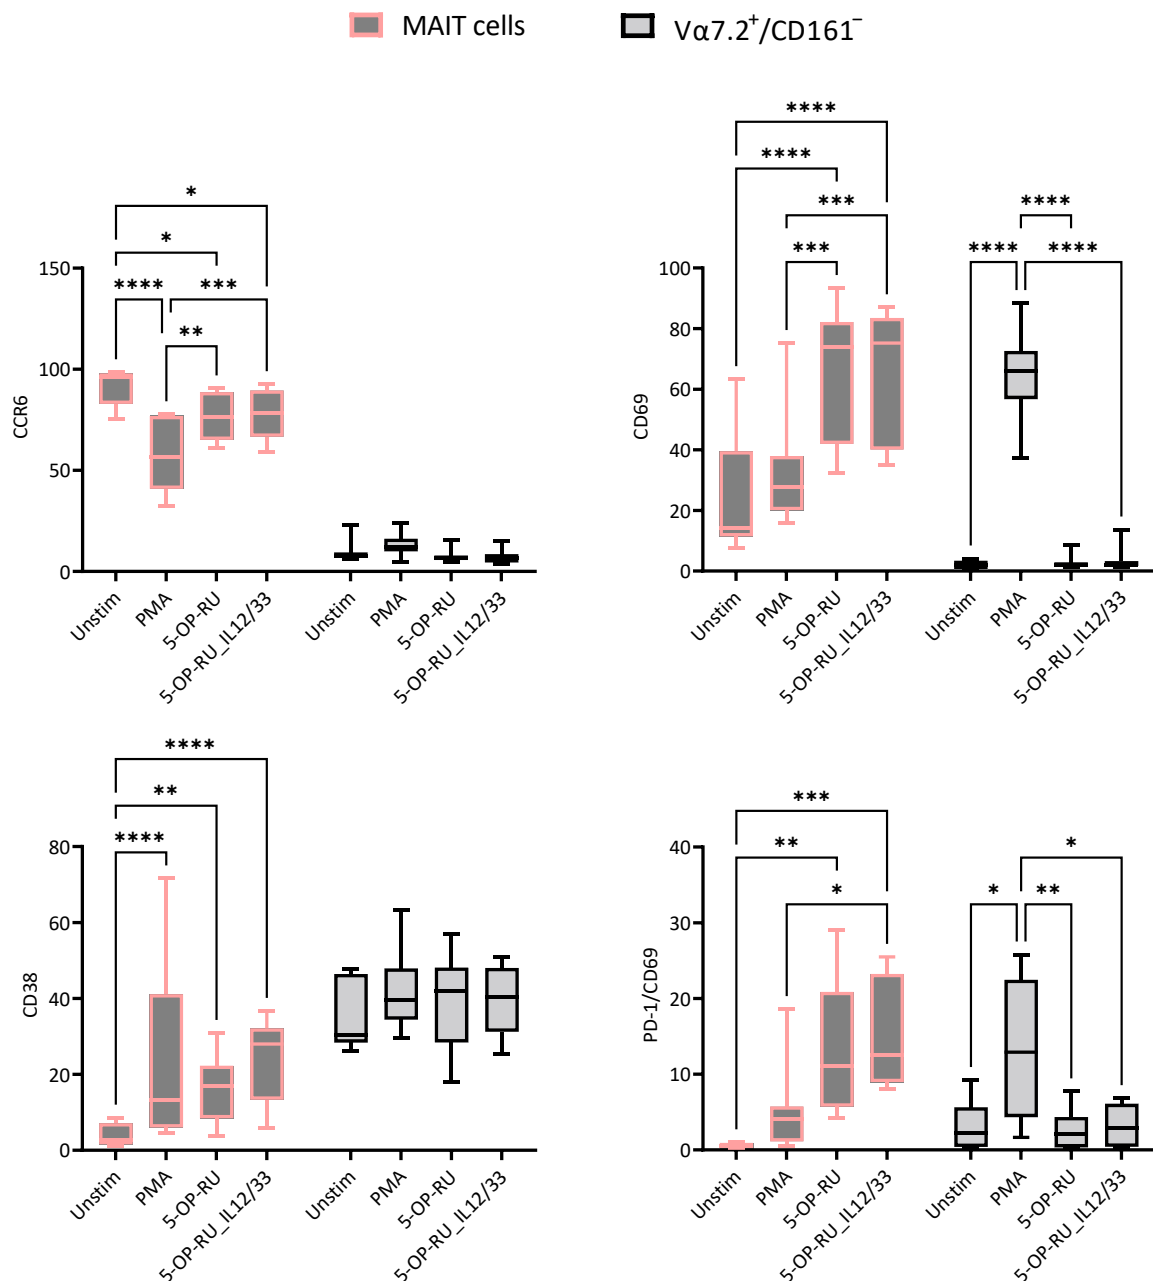 MAIT cells
Vα7.2⁺/CD161⁻
*
*
**** ***
**
150
100
50
0
CCR6
Unstim
PMA
5-OP-RU
5-OP-RU_IL12/33
Unstim
PMA
5-OP-RU
5-OP-RU_IL12/33
****
****
*** ****
*** **** ****
100
80
60
40
20
0
CD69
Unstim
PMA
5-OP-RU
5-OP-RU_IL12/33
Unstim
PMA
5-OP-RU
5-OP-RU_IL12/33
****
**
****
80
60
40
20
0
CD38
Unstim
PMA
5-OP-RU
5-OP-RU_IL12/33
Unstim
PMA
5-OP-RU
5-OP-RU_IL12/33
***
** *
* * **
40
30
20
10
0
PD-1/CD69
Unstim
PMA
5-OP-RU
5-OP-RU_IL12/33
Unstim
PMA
5-OP-RU
5-OP-RU_IL12/33